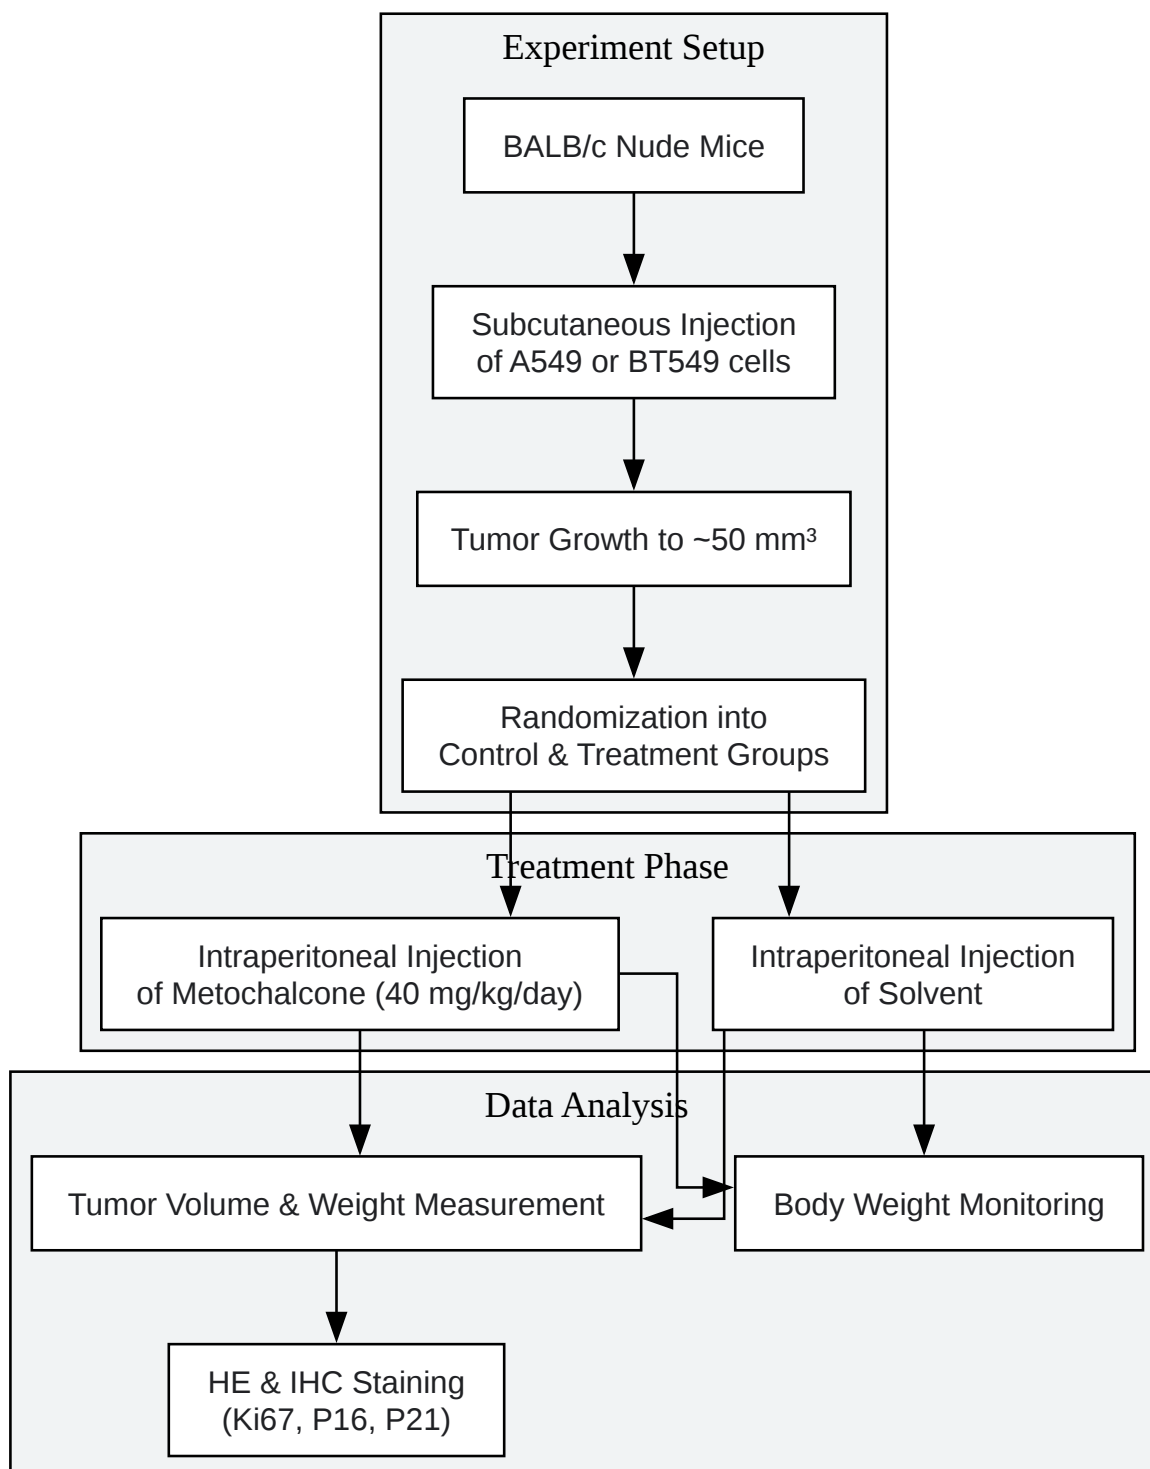 Experiment Setup
BALB/c Nude Mice
Subcutaneous Injection
of A549 or BT549 cells
Tumor Growth to ~50 mm³
Randomization into
Control & Treatment Groups
Treatment Phase
Intraperitoneal Injection
of Metochalcone (40 mg/kg/day)
Intraperitoneal Injection
of Solvent
Data Analysis
Tumor Volume & Weight Measurement
Body Weight Monitoring
HE & IHC Staining
(Ki67, P16, P21)